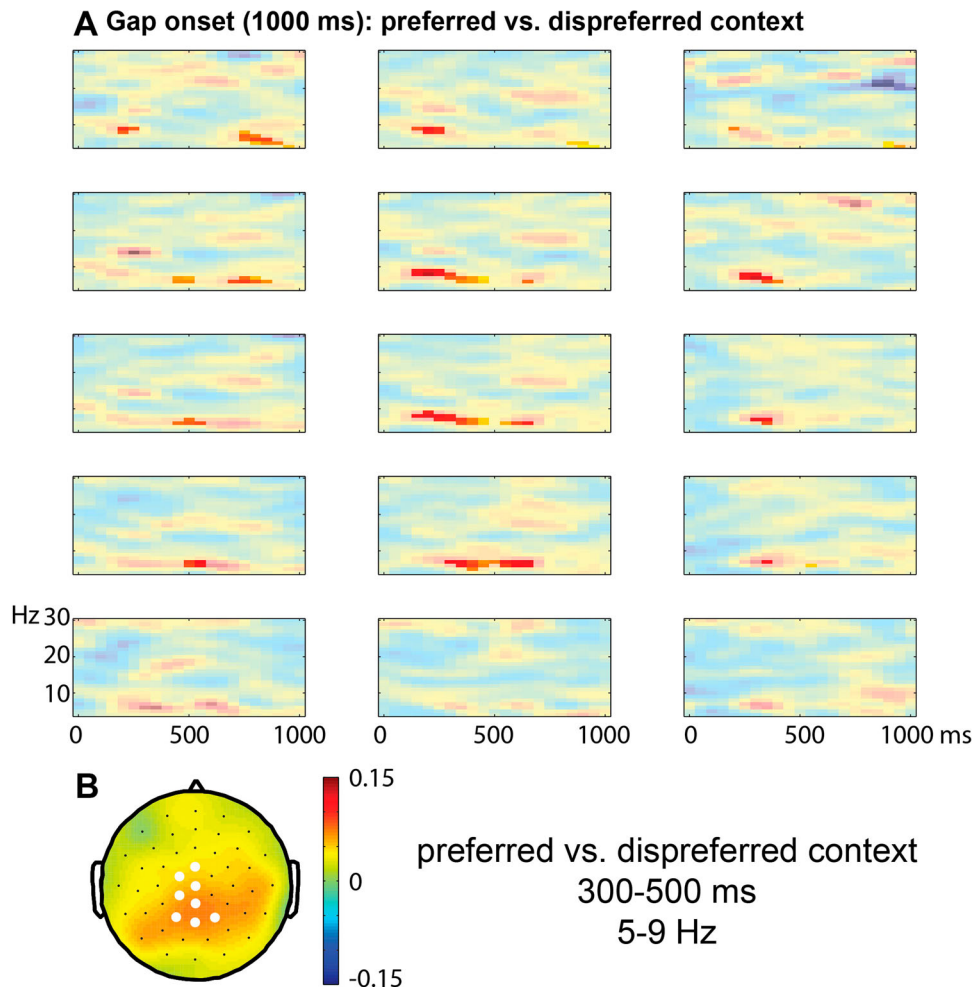 A Gap onset (1000 ms): preferred vs. dispreferred context
Hz 30
20
10
0 500 1000 0 500 1000 0 500 1000 ms
B
0.15
0
-0.15
preferred vs. dispreferred context
300-500 ms
5-9 Hz